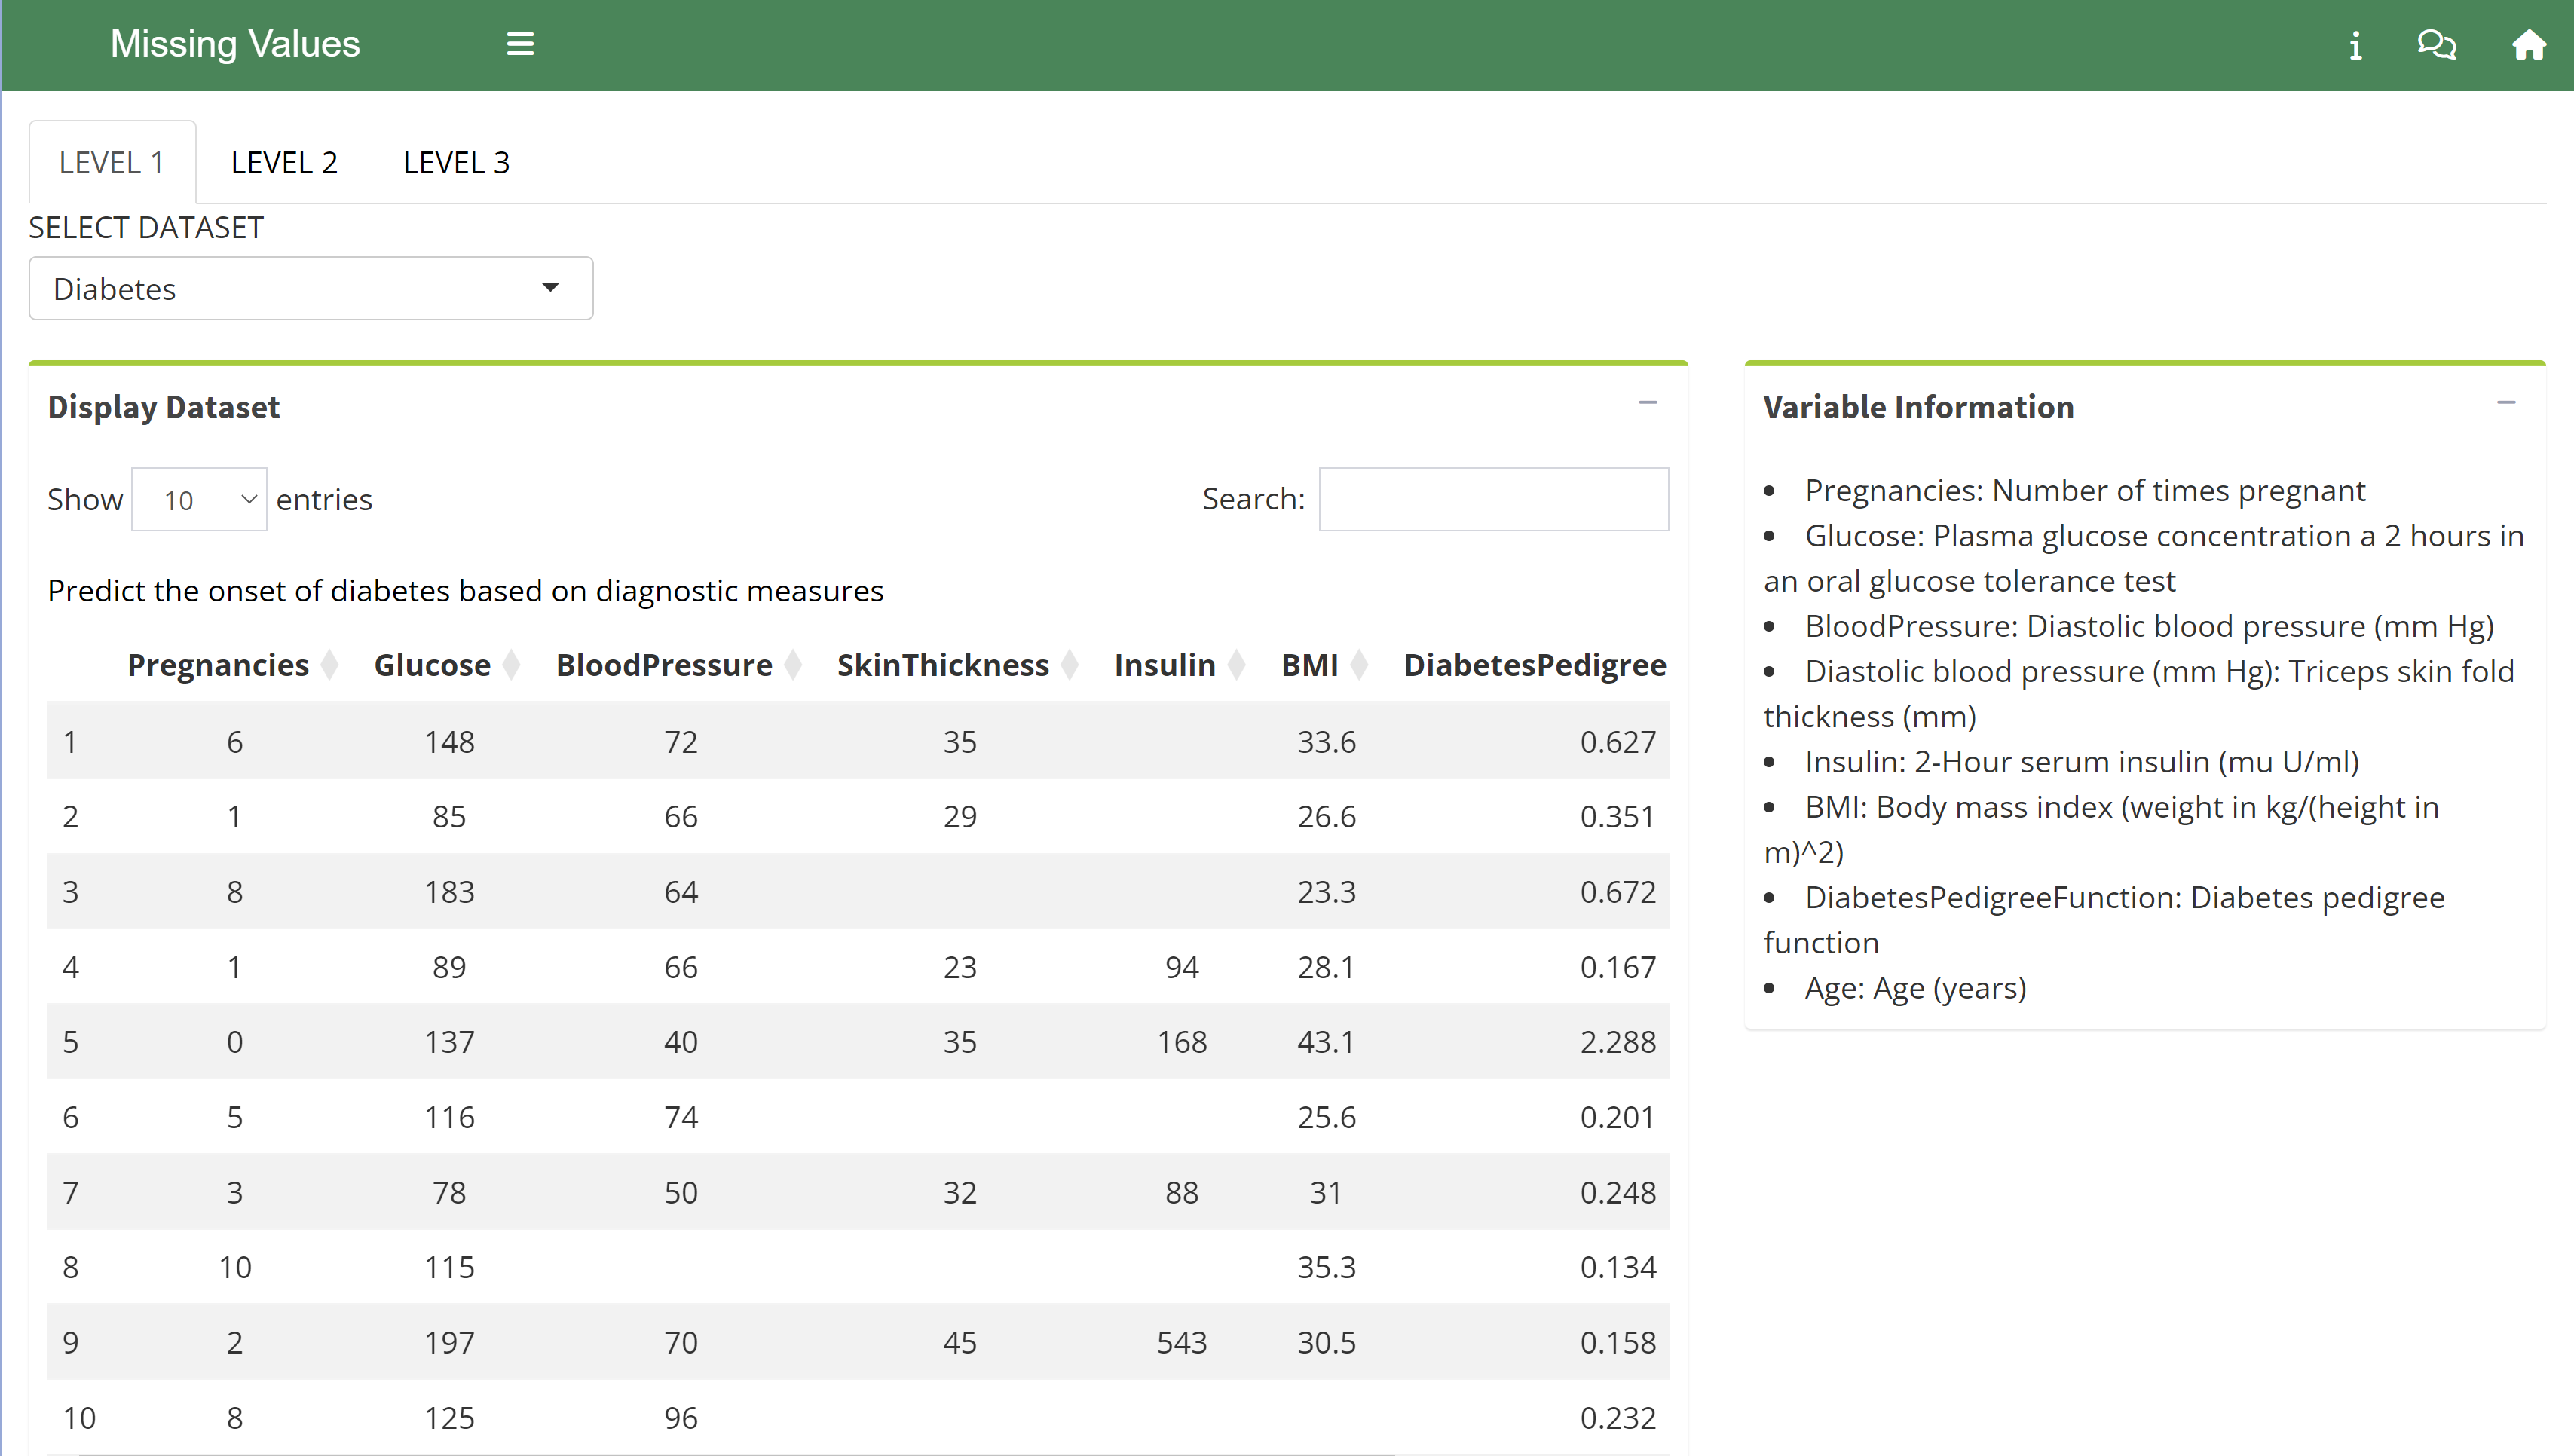 Missing Values
LEVEL 1 LEVEL 2 LEVEL 3
SELECT DATASET
Diabetes
Display Dataset
Show 10 entries Search:
Predict the onset of diabetes based on diagnostic measures
Pregnancies Glucose BloodPressure SkinThickness Insulin BMI DiabetesPedigree
1 6 148 72 35 33.6 0.627
2 1 85 66 29 26.6 0.351
3 8 183 64 23.3 0.672
4 1 89 66 23 94 28.1 0.167
5 0 137 40 35 168 43.1 2.288
6 5 116 74 25.6 0.201
7 3 78 50 32 88 31 0.248
8 10 115 35.3 0.134
9 2 197 70 45 543 30.5 0.158
10 8 125 96 0.232
Variable Information
• Pregnancies: Number of times pregnant
• Glucose: Plasma glucose concentration a 2 hours in
an oral glucose tolerance test
• BloodPressure: Diastolic blood pressure (mm Hg)
• Diastolic blood pressure (mm Hg): Triceps skin fold
thickness (mm)
• Insulin: 2-Hour serum insulin (mu U/ml)
• BMI: Body mass index (weight in kg/(height in
m)^2)
• DiabetesPedigreeFunction: Diabetes pedigree
function
• Age: Age (years)